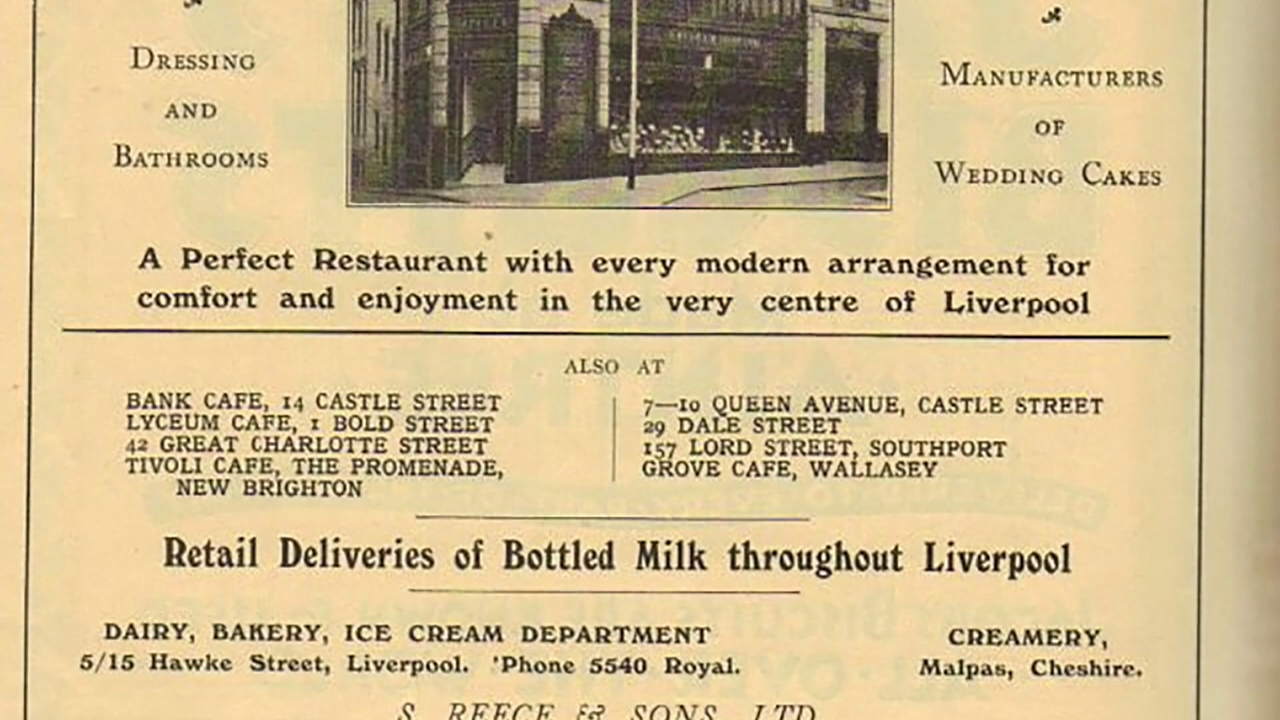 DRESSING
AND
BATHROOMS
MANUFACTURERS
OF
WEDDING CAKES
A Perfect Restaurant with every modern arrangement for
comfort and enjoyment in the very centre of Liverpool
ALSO AT
BANK CAFE, 14 CASTLE STREET
LYCEUM CAFE, 1 BOLD STREET
42 GREAT CHARLOTTE STREET
TIVOLI CAFE, THE PROMENADE,
NEW BRIGHTON
7—10 QUEEN AVENUE, CASTLE STREET
29 DALE STREET
157 LORD STREET, SOUTHPORT
GROVE CAFE, WALLASEY
Retail Deliveries of Bottled Milk throughout Liverpool
DAIRY, BAKERY, ICE CREAM DEPARTMENT
5/15 Hawke Street, Liverpool. 'Phone 5540 Royal.
CREAMERY,
Malpas, Cheshire.
S. REECE & SONS, LTD